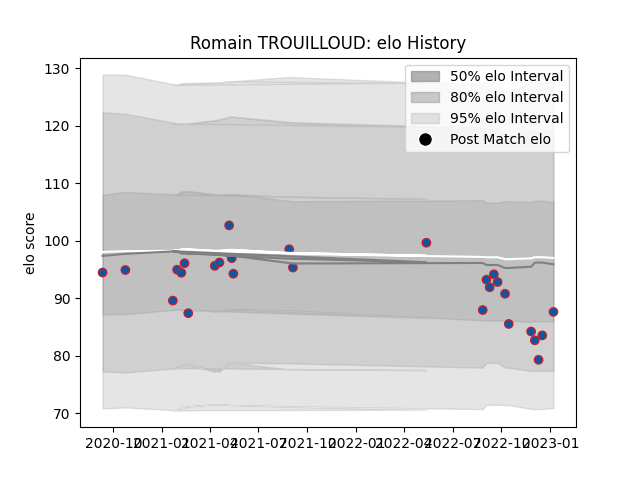 Romain TROUILLOUD: elo History
50% elo Interval
80% elo Interval
95% elo Interval
Post Match elo
elo score
130
120
110
100
90
80
70
2020-10 2021-01 2021-04 2021-07 2021-10 2022-01 2022-04 2022-07 2022-10 2023-01